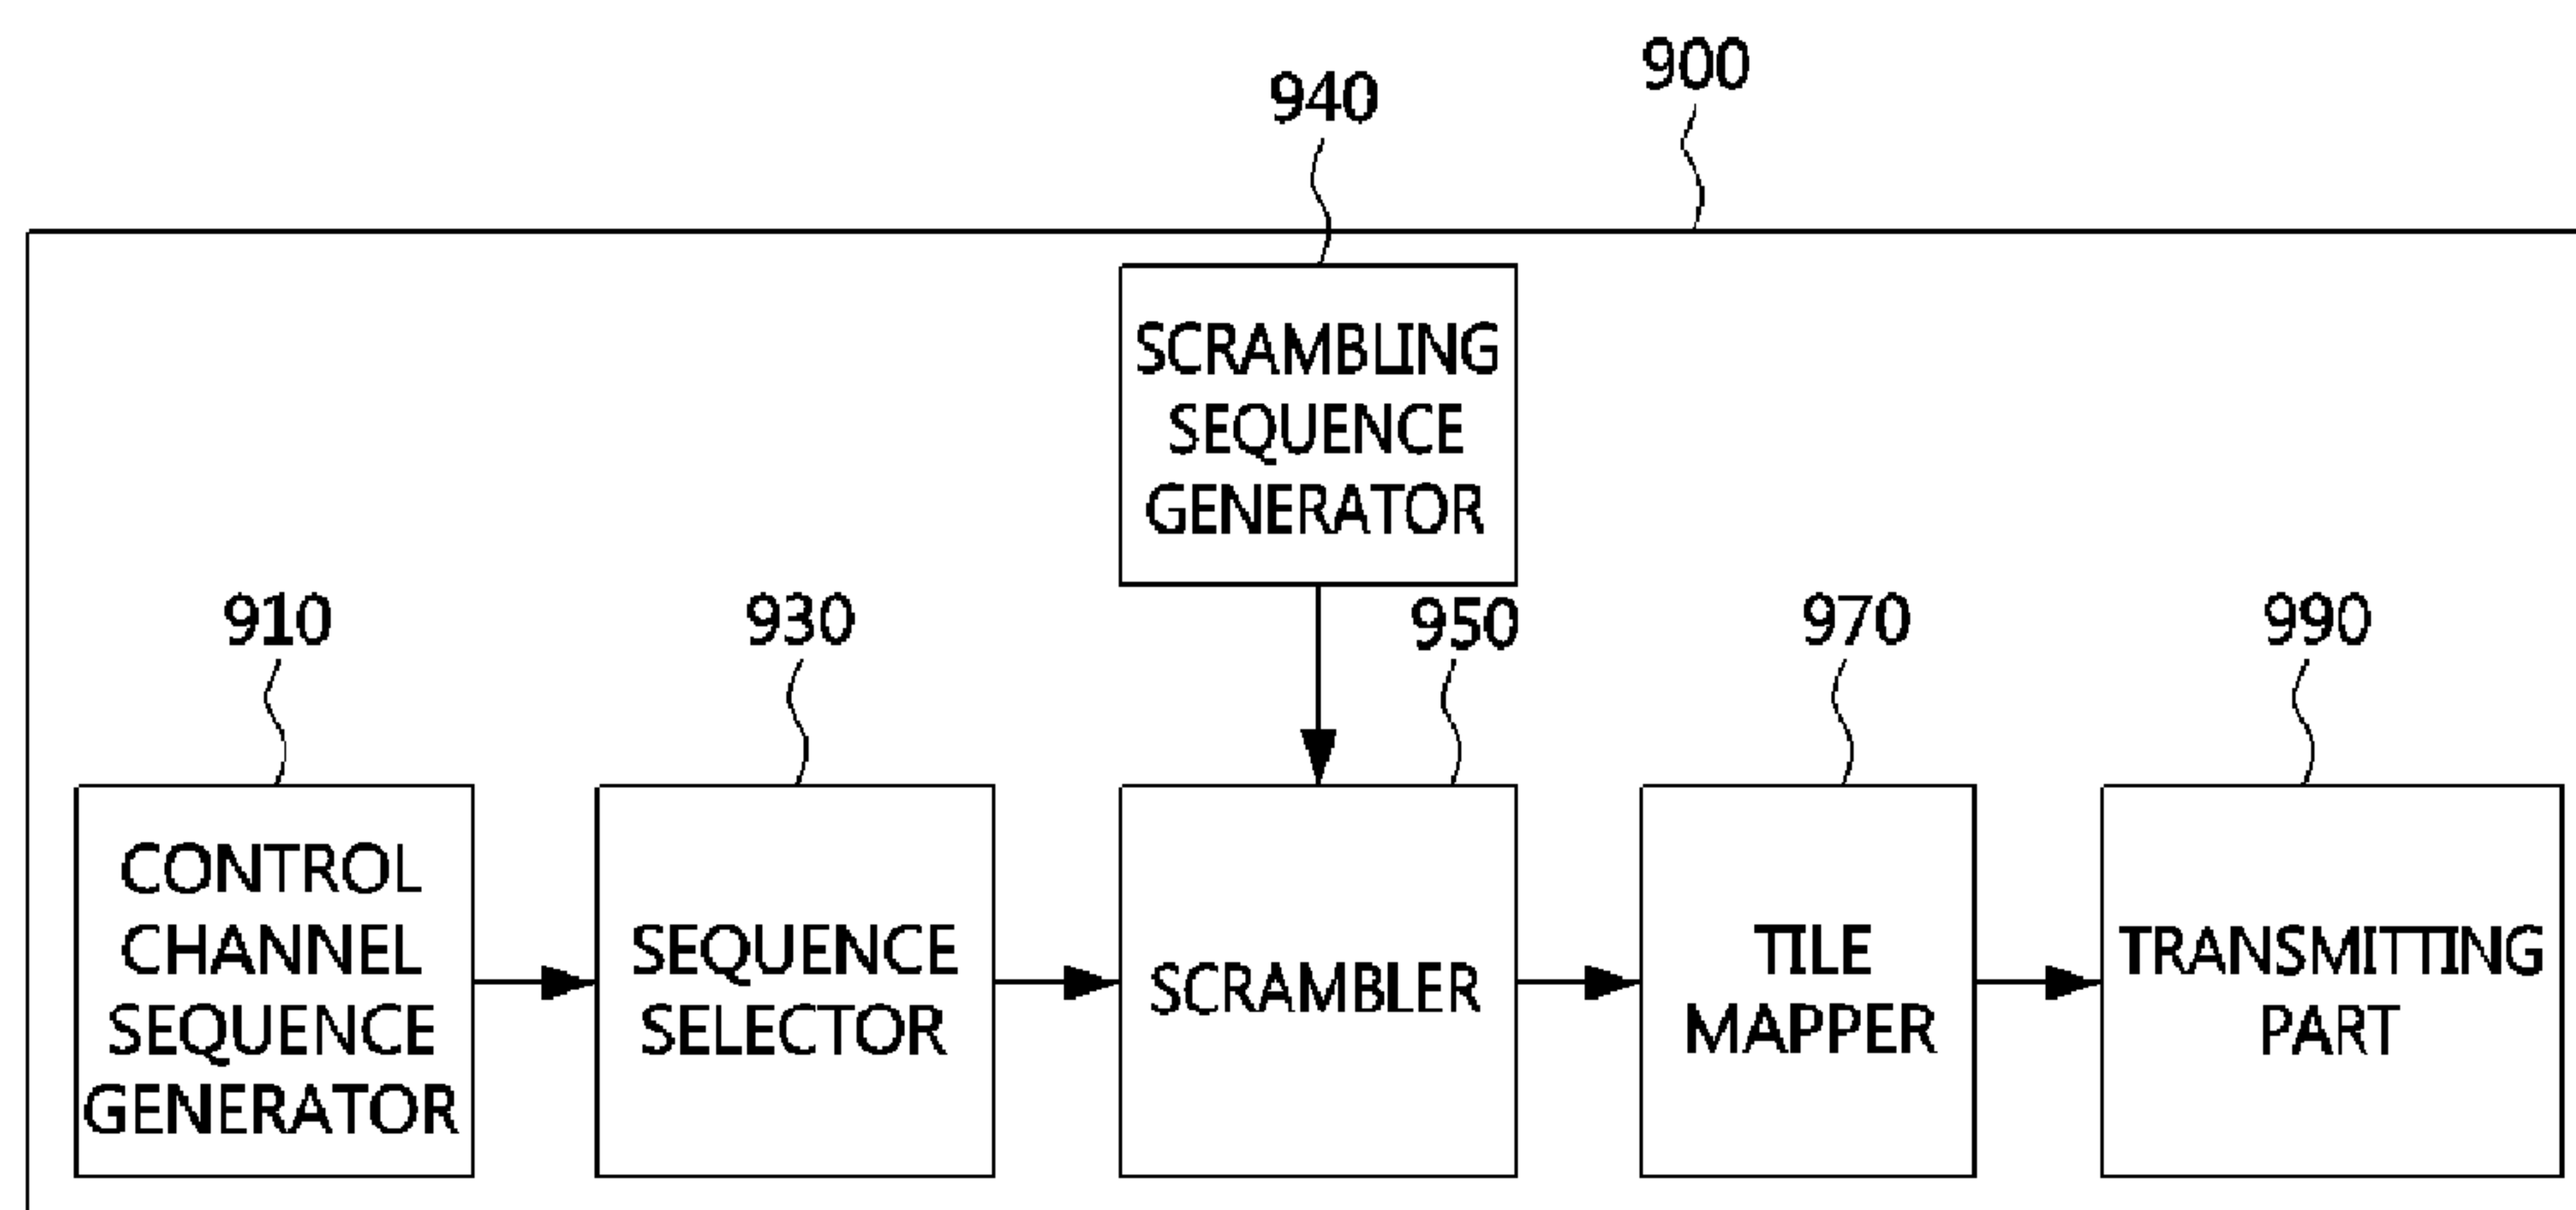 900
940
SCRAMBLING
SEQUENCE
GENERATOR
910
930
950
970
990
CONTROL
CHANNEL
SEQUENCE
GENERATOR
SEQUENCE
SELECTOR
SCRAMBLER
TILE
MAPPER
TRANSMITTING
PART